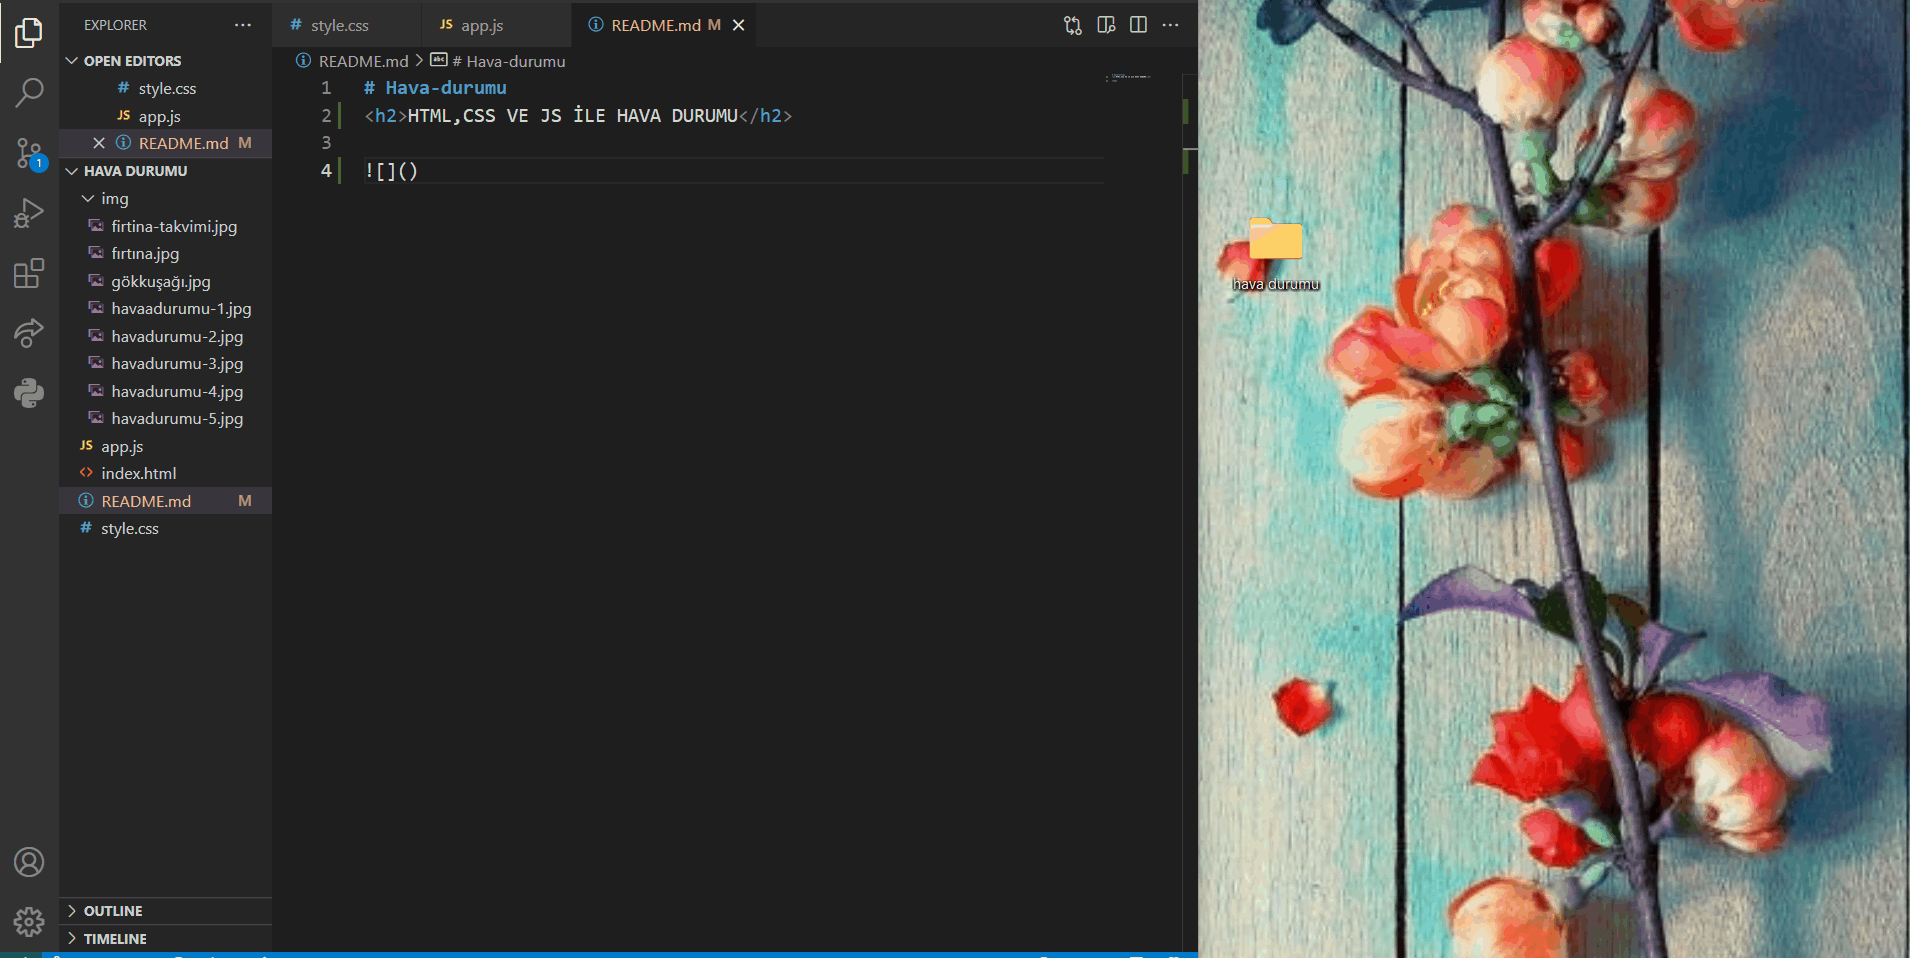 EXPLORER
OPEN EDITORS
# style.css
JS app.js
README.md M
HAVA DURUMU
img
firtina-takvimi.jpg
fırtına.jpg
gökkuşağı.jpg
havaadurumu-1.jpg
havadurumu-2.jpg
havadurumu-3.jpg
havadurumu-4.jpg
havadurumu-5.jpg
JS app.js
<> index.html
README.md M
# style.css
OUTLINE
TIMELINE
1
# style.css
JS app.js
README.md M
README.md > abc # Hava-durumu
1 # Hava-durumu
2 <h2>HTML,CSS VE JS İLE HAVA DURUMU</h2>
3
4 ![]()
hava durumu